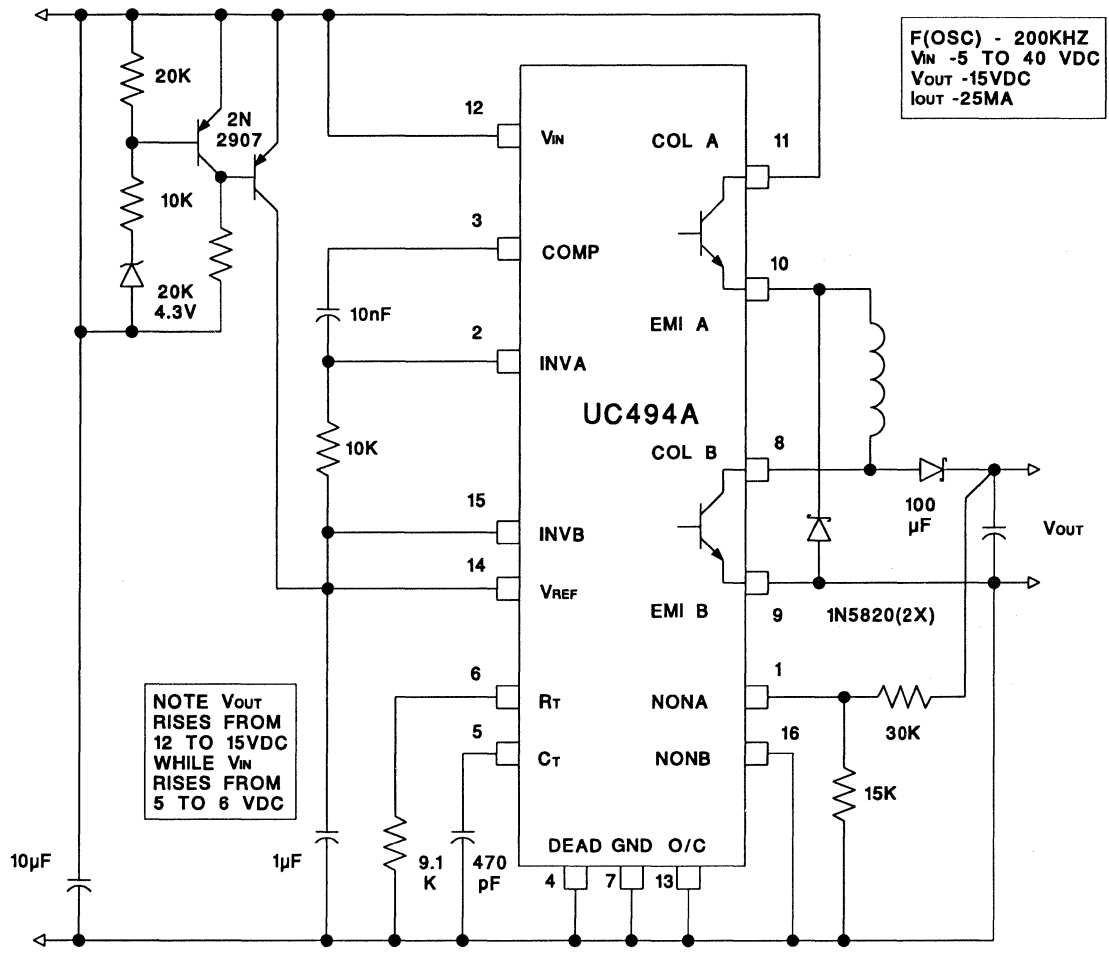 F(OSC) - 200KHZ
VIN -5 TO 40 VDC
VOUT -15VDC
IOUT -25MA
20K
2N
2907
10K
20K
4.3V
12
VIN
COL A
11
3
COMP
10
10nF
2
INVA
EMI A
UC494A
10K
COL B
8
100
µF
VOUT
15
INVB
14
VREF
EMI B
9
1N5820(2X)
6
RT
NONA
1
30K
5
CT
NONB
16
15K
NOTE VOUT
RISES FROM
12 TO 15VDC
WHILE VIN
RISES FROM
5 TO 6 VDC
10µF
1µF
9.1
K
470
pF
DEAD GND O/C
4
7
13